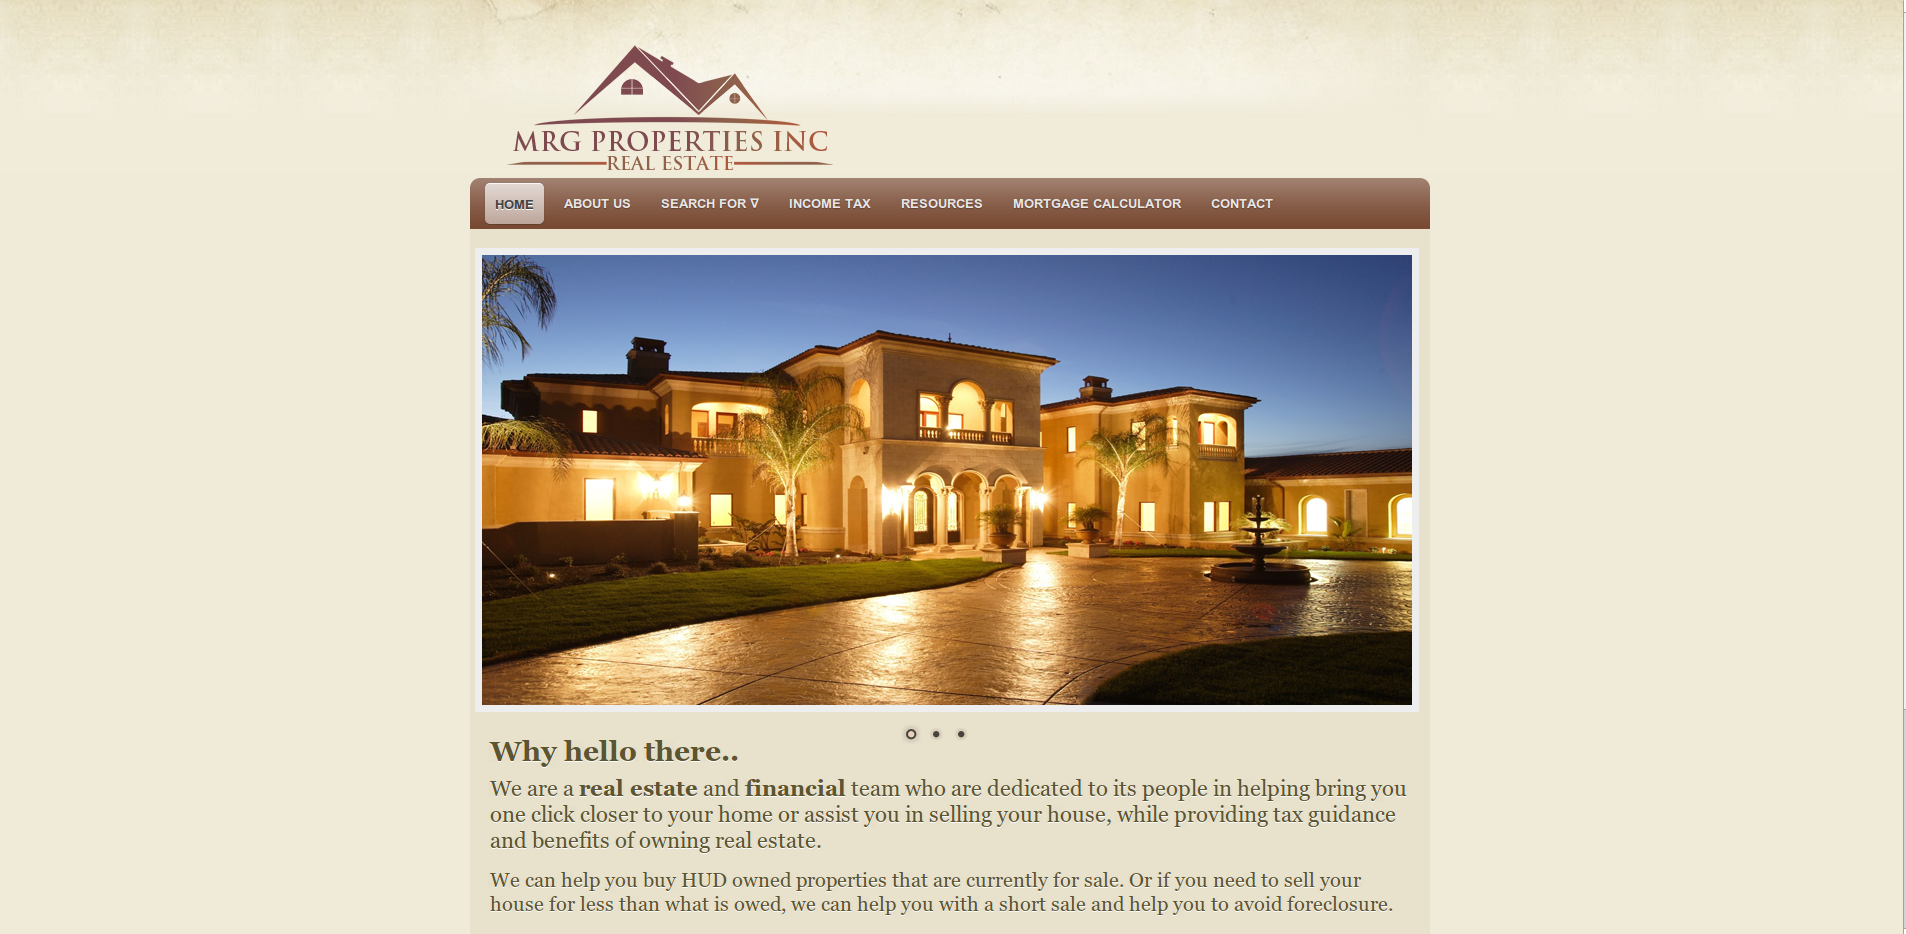 MRG PROPERTIES INC
REAL ESTATE
HOME ABOUT US SEARCH FOR ∇ INCOME TAX RESOURCES MORTGAGE CALCULATOR CONTACT
Why hello there..
We are a real estate and financial team who are dedicated to its people in helping bring you
one click closer to your home or assist you in selling your house, while providing tax guidance
and benefits of owning real estate.
We can help you buy HUD owned properties that are currently for sale. Or if you need to sell your
house for less than what is owed, we can help you with a short sale and help you to avoid foreclosure.